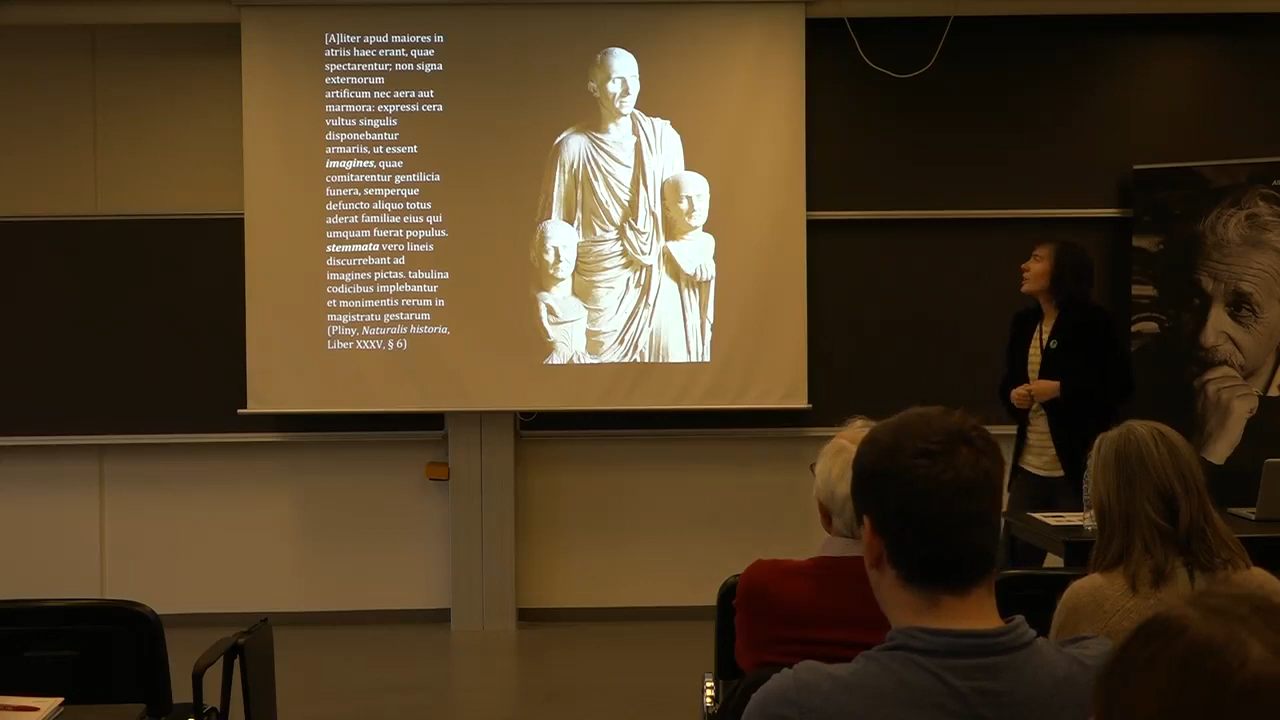 [A]liter apud maiores in
atriis haec erant, quae
spectarentur; non signa
externorum
artificum nec aera aut
marmora: expressi cera
vultus singulis
disponebantur
armariis, ut essent
imagines, quae
comitarentur gentilicia
funera, semperque
defuncto aliquo totus
aderat familiae eius qui
umquam fuerat populus.
stemmata vero lineis
discurrebant ad
imagines pictas. tabulina
codicibus implebantur
et monimentis rerum in
magistratu gestarum
(Pliny, Naturalis historia,
Liber XXXV, § 6)